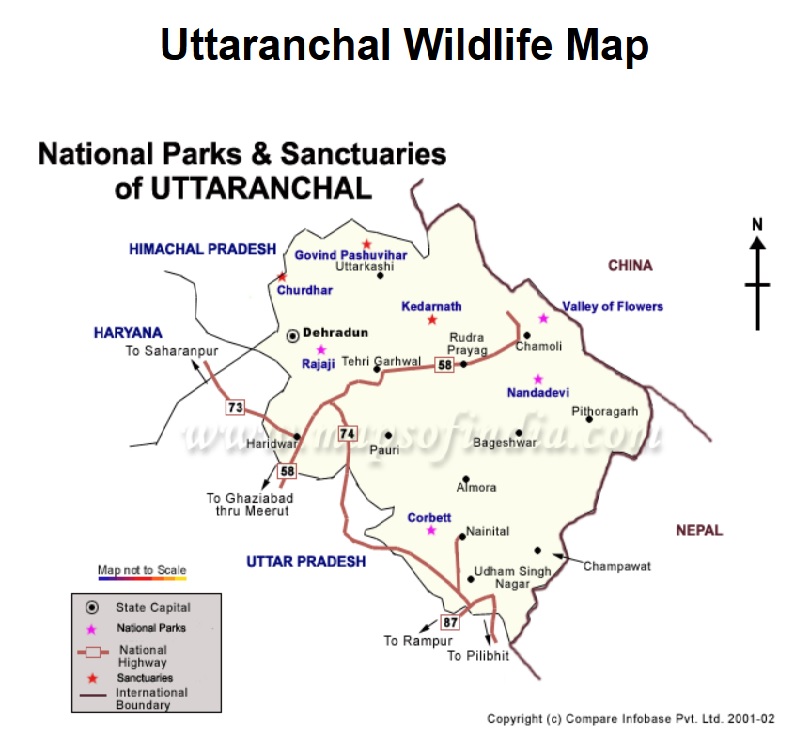 Uttaranchal Wildlife Map
National Parks & Sanctuaries
of UTTARANCHAL
N
HIMACHAL PRADESH
Govind Pashuvihar
Uttarkashi
CHINA
Churdhar
Kedarnath
Valley of Flowers
HARYANA
Dehradun
To Saharanpur
Rajaji
Tehri Garhwal
Rudra
Prayag
Chamoli
58
Nandadevi
73
Pithoragarh
www.mapsofindia.com
74
Haridwar
Pauri
Bageshwar
58
To Ghaziabad
thru Meerut
Almora
Corbett
Nainital
NEPAL
UTTAR PRADESH
Champawat
Udham Singh
Nagar
Map not to Scale
87
To Rampur
To Pilibhit
State Capital
National Parks
National
Highway
Sanctuaries
International
Boundary
Copyright (c) Compare Infobase Pvt. Ltd. 2001-02